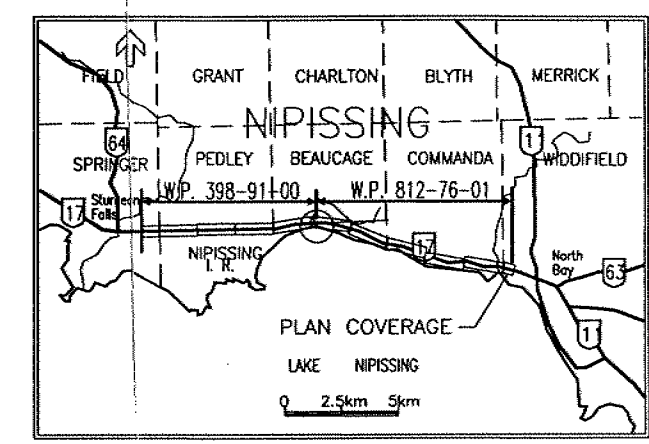 FIELD GRANT CHARLTON BLYTH MERRICK
NIPISSING
64 1
SPRINGER PEDLEY BEAUCAGE COMMANDA WIDDIFIELD
W.P. 398-91-00 W.P. 812-76-01
17 Sturgeon
Falls
17
NIPISSING
I. R.
North
Bay 63
PLAN COVERAGE
11
LAKE NIPISSING
0 2.5km 5km